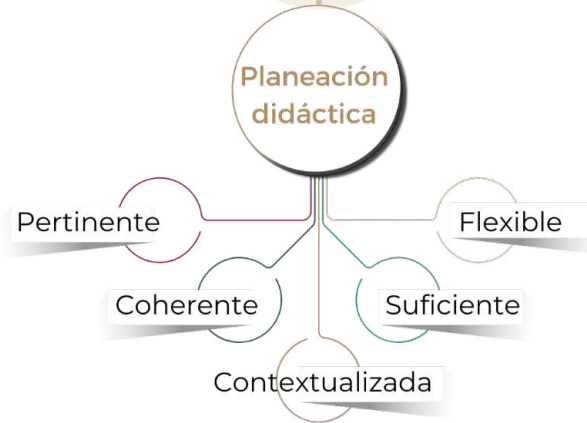 Planeación
didáctica
Pertinente
Flexible
Coherente
Suficiente
Contextualizada